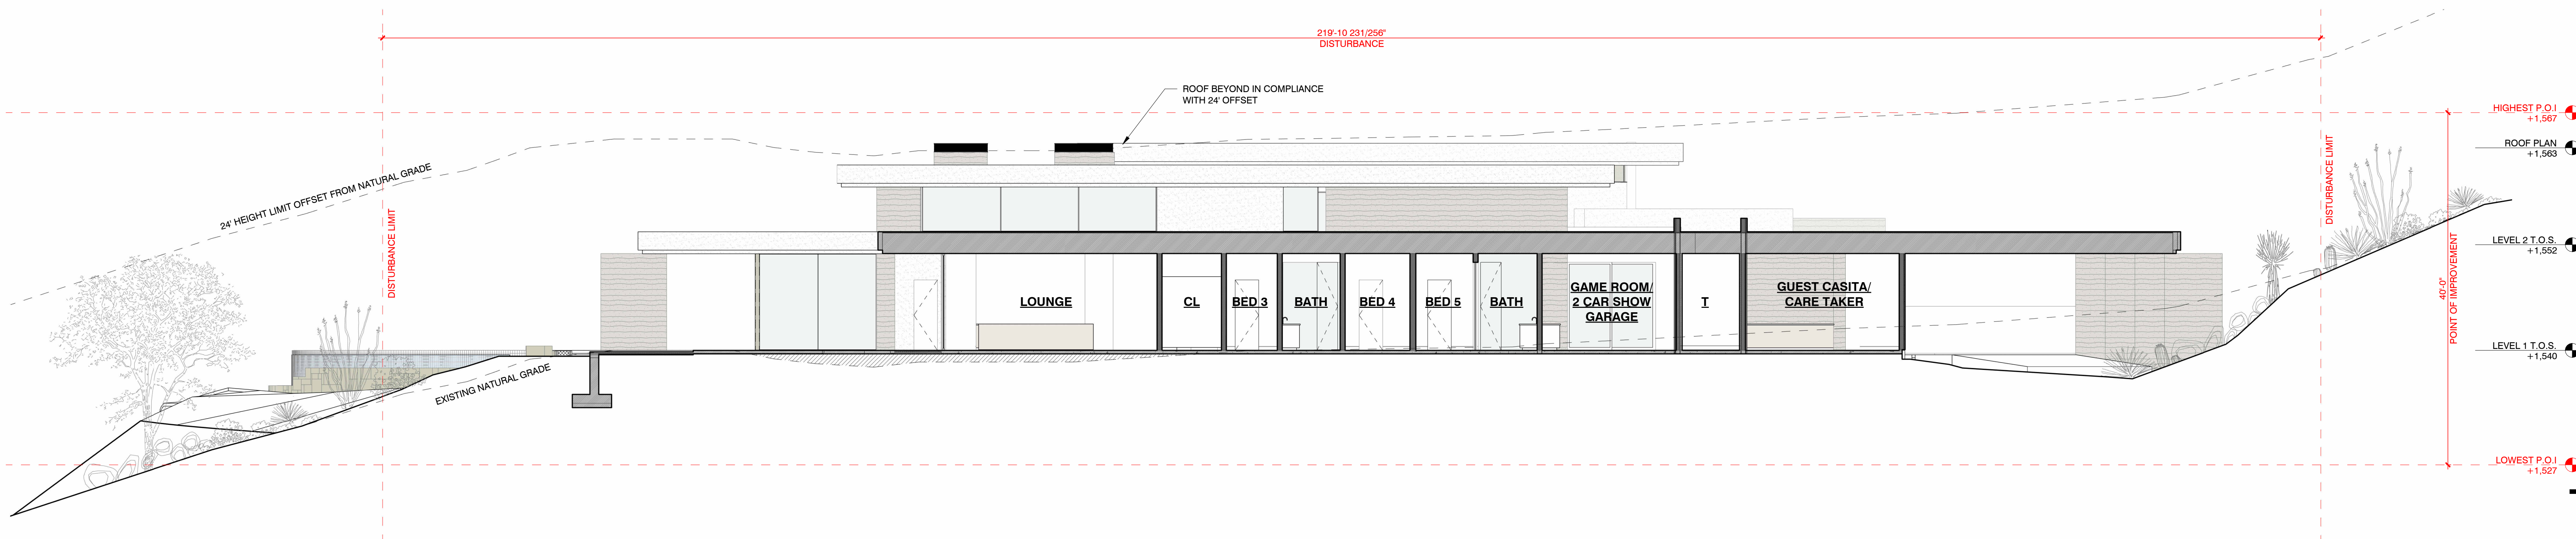 219'-10 231/256"
DISTURBANCE
ROOF BEYOND IN COMPLIANCE
WITH 24' OFFSET
HIGHEST P.O.I
+1,567
ROOF PLAN
+1,563
24' HEIGHT LIMIT OFFSET FROM NATURAL GRADE
DISTURBANCE LIMIT
DISTURBANCE LIMIT
LEVEL 2 T.O.S.
+1,552
40'-0"
POINT OF IMPROVEMENT
LOUNGE
CL
BED 3
BATH
BED 4
BED 5
BATH
GAME ROOM/
2 CAR SHOW
GARAGE
T
GUEST CASITA/
CARE TAKER
LEVEL 1 T.O.S.
+1,540
EXISTING NATURAL GRADE
LOWEST P.O.I
+1,527